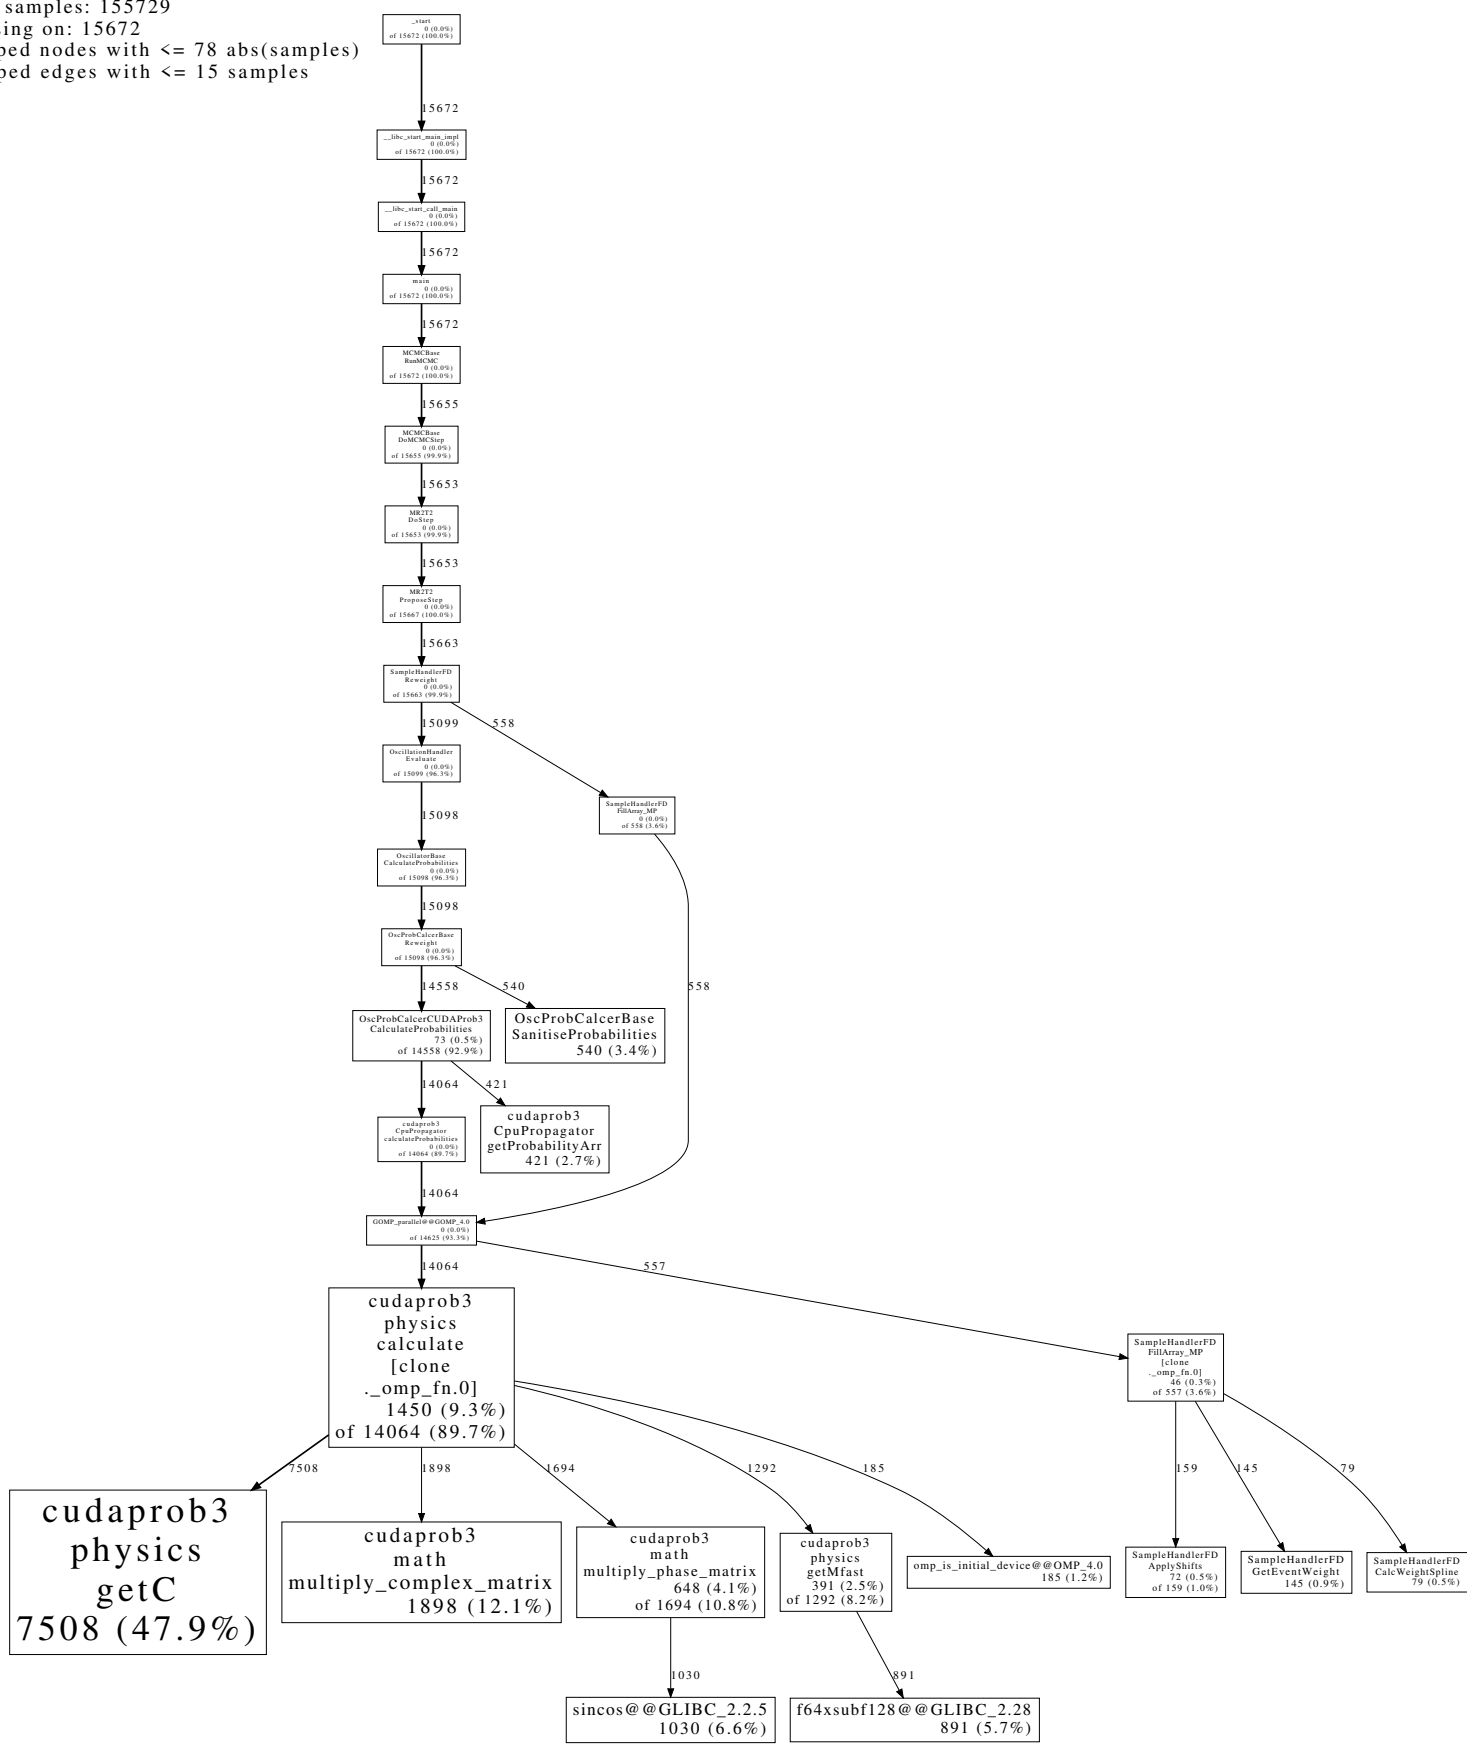 samples: 155729
sing on: 15672
ped nodes with <= 78 abs(samples)
ped edges with <= 15 samples
_start
0 (0.0%)
of 15672 (100.0%)
15672
__libc_start_main_impl
0 (0.0%)
of 15672 (100.0%)
15672
__libc_start_call_main
0 (0.0%)
of 15672 (100.0%)
15672
main
0 (0.0%)
of 15672 (100.0%)
15672
MCMCBase
RunMCMC
0 (0.0%)
of 15672 (100.0%)
15655
MCMCBase
DoMCMCStep
0 (0.0%)
of 15655 (99.9%)
15653
MR2T2
DoStep
0 (0.0%)
of 15653 (99.9%)
15653
MR2T2
ProposeStep
0 (0.0%)
of 15667 (100.0%)
15663
SampleHandlerFD
Reweight
0 (0.0%)
of 15663 (99.9%)
15099
558
OscillationHandler
Evaluate
0 (0.0%)
of 15099 (96.3%)
SampleHandlerFD
FillArray_MP
0 (0.0%)
of 558 (3.6%)
15098
OscillatorBase
CalculateProbabilities
0 (0.0%)
of 15098 (96.3%)
15098
OscProbCalcerBase
Reweight
0 (0.0%)
of 15098 (96.3%)
14558
540
558
OscProbCalcerCUDAProb3
CalculateProbabilities
73 (0.5%)
of 14558 (92.9%)
OscProbCalcerBase
SanitiseProbabilities
540 (3.4%)
14064
421
cudaprob3
CpuPropagator
calculateProbabilities
0 (0.0%)
of 14064 (89.7%)
cudaprob3
CpuPropagator
getProbabilityArr
421 (2.7%)
14064
GOMP_parallel@@GOMP_4.0
0 (0.0%)
of 14625 (93.3%)
14064
557
cudaprob3
physics
calculate
[clone
._omp_fn.0]
1450 (9.3%)
of 14064 (89.7%)
SampleHandlerFD
FillArray_MP
[clone
._omp_fn.0]
46 (0.3%)
of 557 (3.6%)
7508
1898
1694
1292
185
159
145
79
cudaprob3
physics
getC
7508 (47.9%)
cudaprob3
math
multiply_complex_matrix
1898 (12.1%)
cudaprob3
math
multiply_phase_matrix
648 (4.1%)
of 1694 (10.8%)
cudaprob3
physics
getMfast
391 (2.5%)
of 1292 (8.2%)
omp_is_initial_device@@OMP_4.0
185 (1.2%)
SampleHandlerFD
ApplyShifts
72 (0.5%)
of 159 (1.0%)
SampleHandlerFD
GetEventWeight
145 (0.9%)
SampleHandlerFD
CalcWeightSpline
79 (0.5%)
1030
891
sincos@@GLIBC_2.2.5
1030 (6.6%)
f64xsubf128@@GLIBC_2.28
891 (5.7%)